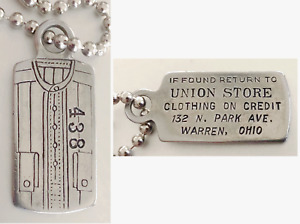 438
IF FOUND RETURN TO
UNION STORE
CLOTHING ON CREDIT
132 N. PARK AVE.
WARREN, OHIO